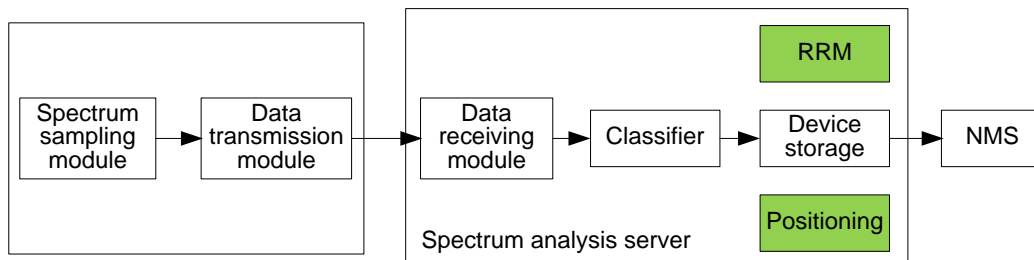 Spectrum
sampling
module
Data
transmission
module
Data
receiving
module
Classifier
RRM
Device
storage
Positioning
NMS
Spectrum analysis server